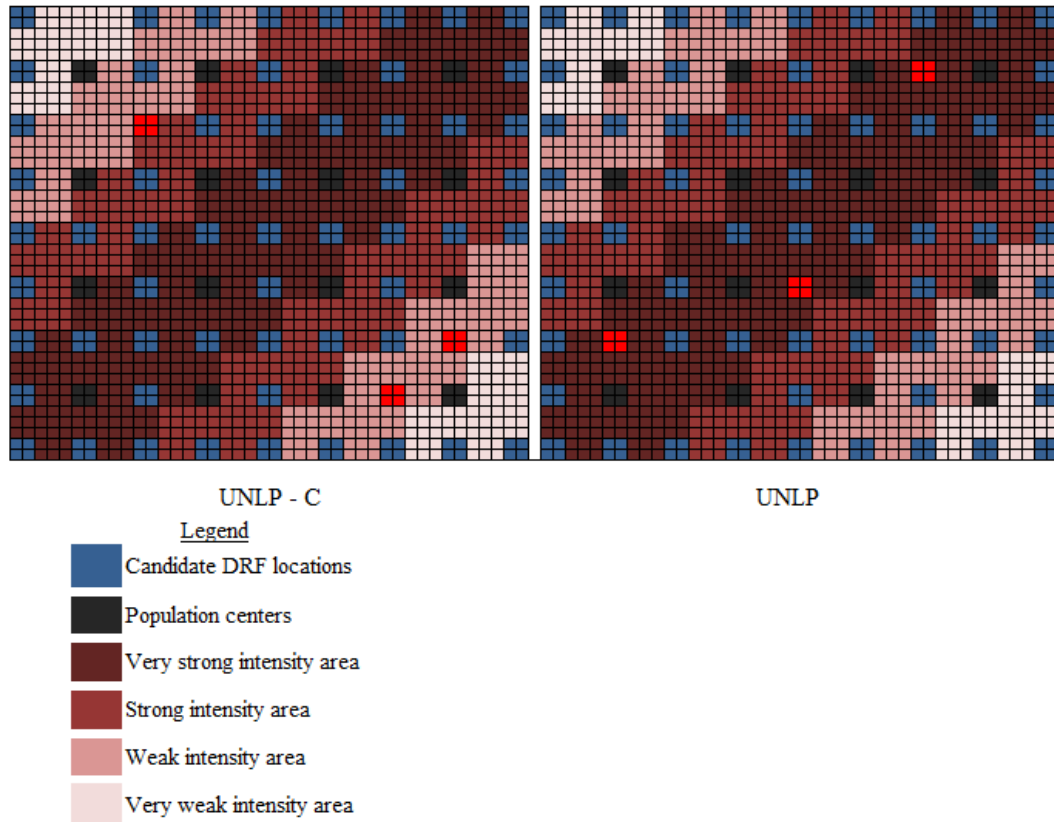 UNLP - C
UNLP
Legend
Candidate DRF locations
Population centers
Very strong intensity area
Strong intensity area
Weak intensity area
Very weak intensity area